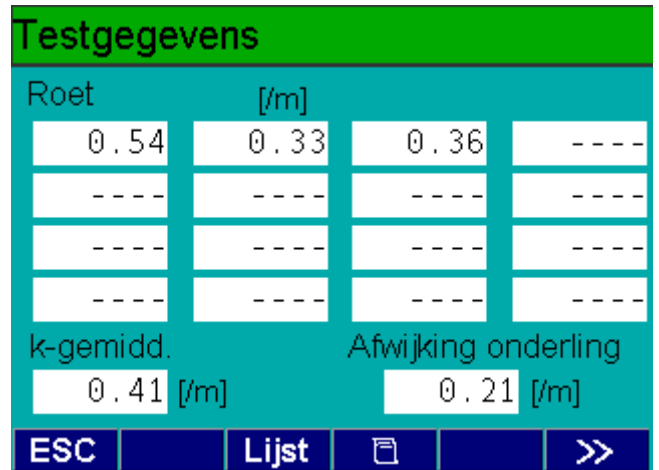 Testgegevens
Roet [/m]
0.54 0.33 0.36 ----
---- ---- ---- ----
---- ---- ---- ----
---- ---- ---- ----
k-gemidd. Afwijking onderling
0.41 [/m] 0.21 [/m]
ESC Lijst >>